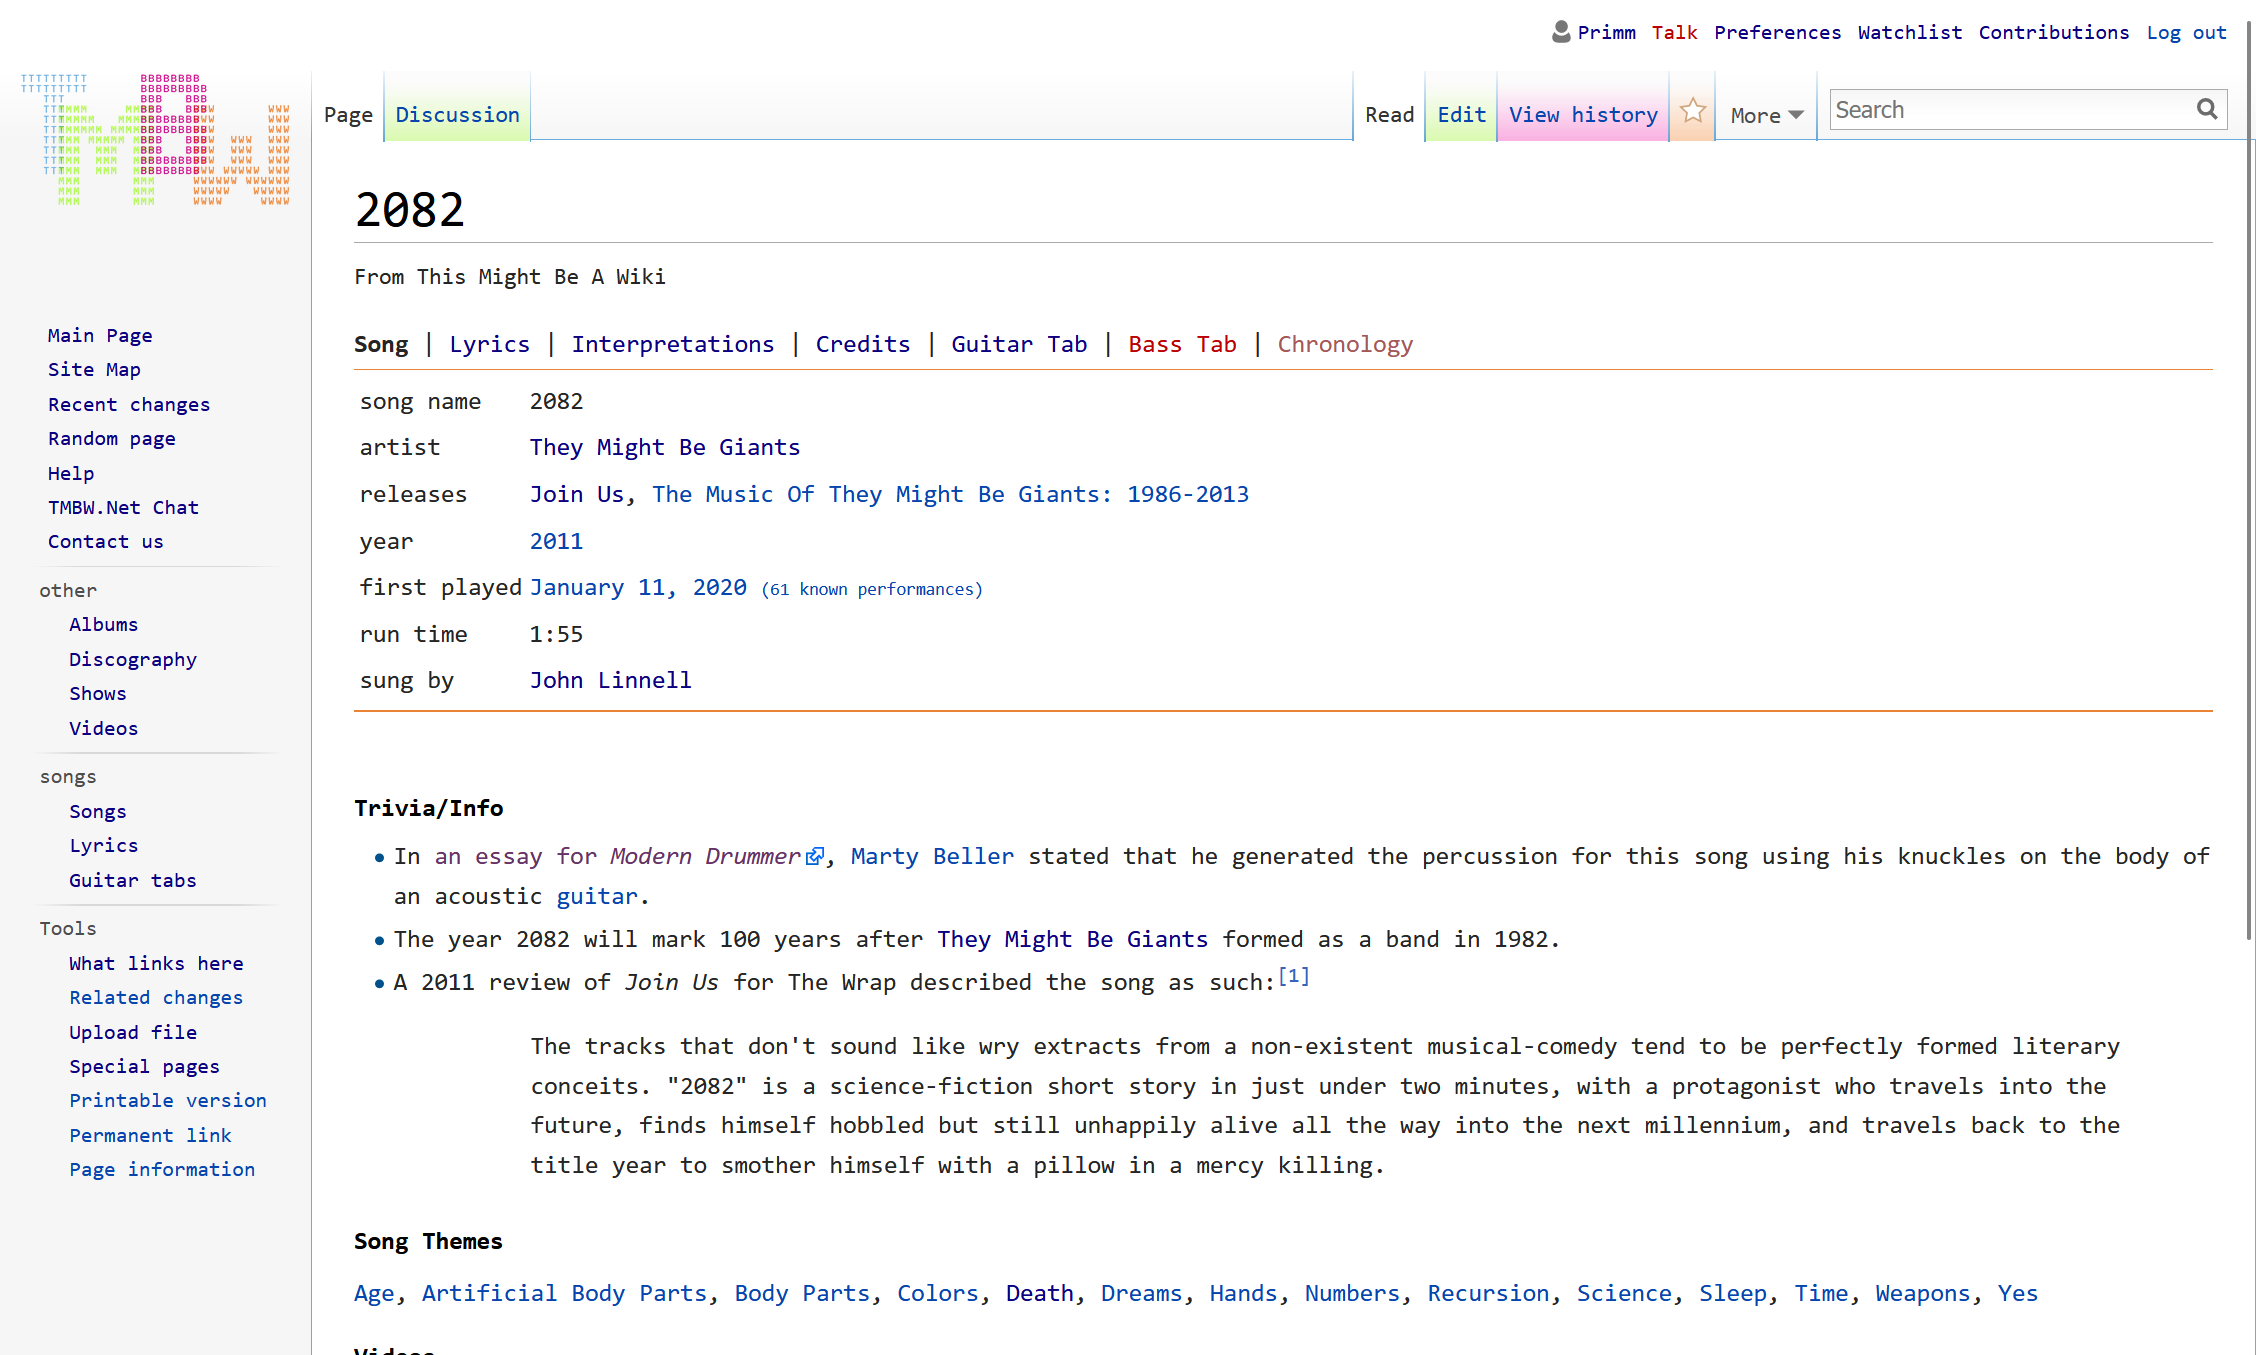 Primm Talk Preferences Watchlist Contributions Log out
Page Discussion Read Edit View history More Search
2082
From This Might Be A Wiki
Song | Lyrics | Interpretations | Credits | Guitar Tab | Bass Tab | Chronology
song name 2082
artist They Might Be Giants
releases Join Us, The Music Of They Might Be Giants: 1986-2013
year 2011
first played January 11, 2020 (61 known performances)
run time 1:55
sung by John Linnell
Main Page
Site Map
Recent changes
Random page
Help
TMBW.Net Chat
Contact us
other
Albums
Discography
Shows
Videos
songs
Songs
Lyrics
Guitar tabs
Tools
What links here
Related changes
Upload file
Special pages
Printable version
Permanent link
Page information
Trivia/Info
• In an essay for Modern Drummer, Marty Beller stated that he generated the percussion for this song using his knuckles on the body of
an acoustic guitar.
• The year 2082 will mark 100 years after They Might Be Giants formed as a band in 1982.
• A 2011 review of Join Us for The Wrap described the song as such:[1]
The tracks that don't sound like wry extracts from a non-existent musical-comedy tend to be perfectly formed literary
conceits. "2082" is a science-fiction short story in just under two minutes, with a protagonist who travels into the
future, finds himself hobbled but still unhappily alive all the way into the next millennium, and travels back to the
title year to smother himself with a pillow in a mercy killing.
Song Themes
Age, Artificial Body Parts, Body Parts, Colors, Death, Dreams, Hands, Numbers, Recursion, Science, Sleep, Time, Weapons, Yes
Videos